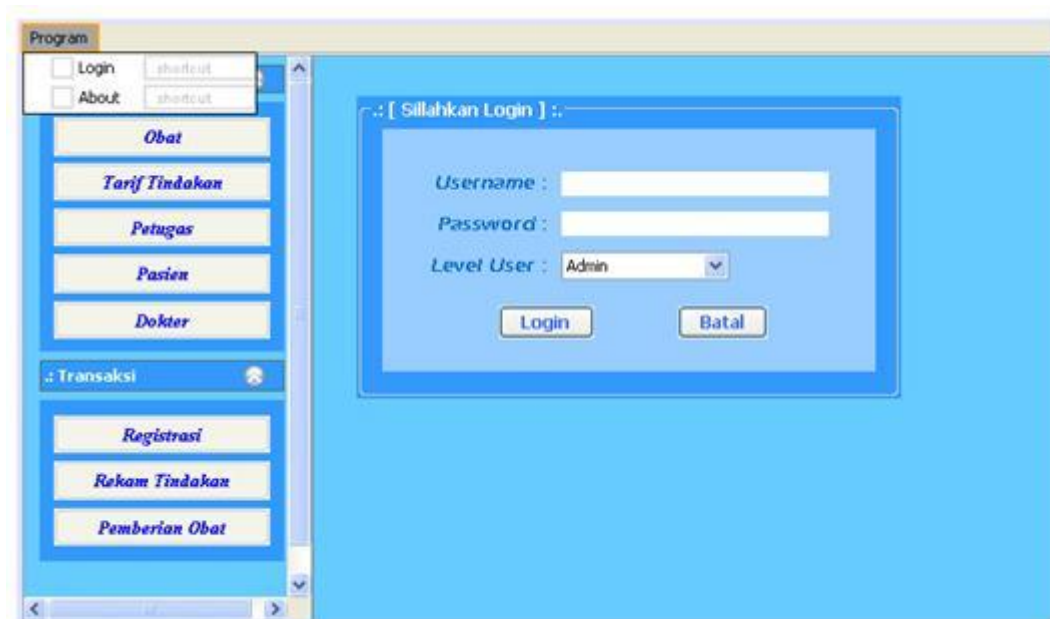 Program
Login shortcut
About shortcut
Obat
Tarif Tindakan
Petugas
Pasien
Dokter
.: Transaksi
Registrasi
Rekam Tindakan
Pemberian Obat
.: [ Sillahkan Login ] :.
Username :
Password :
Level User : Admin
Login Batal